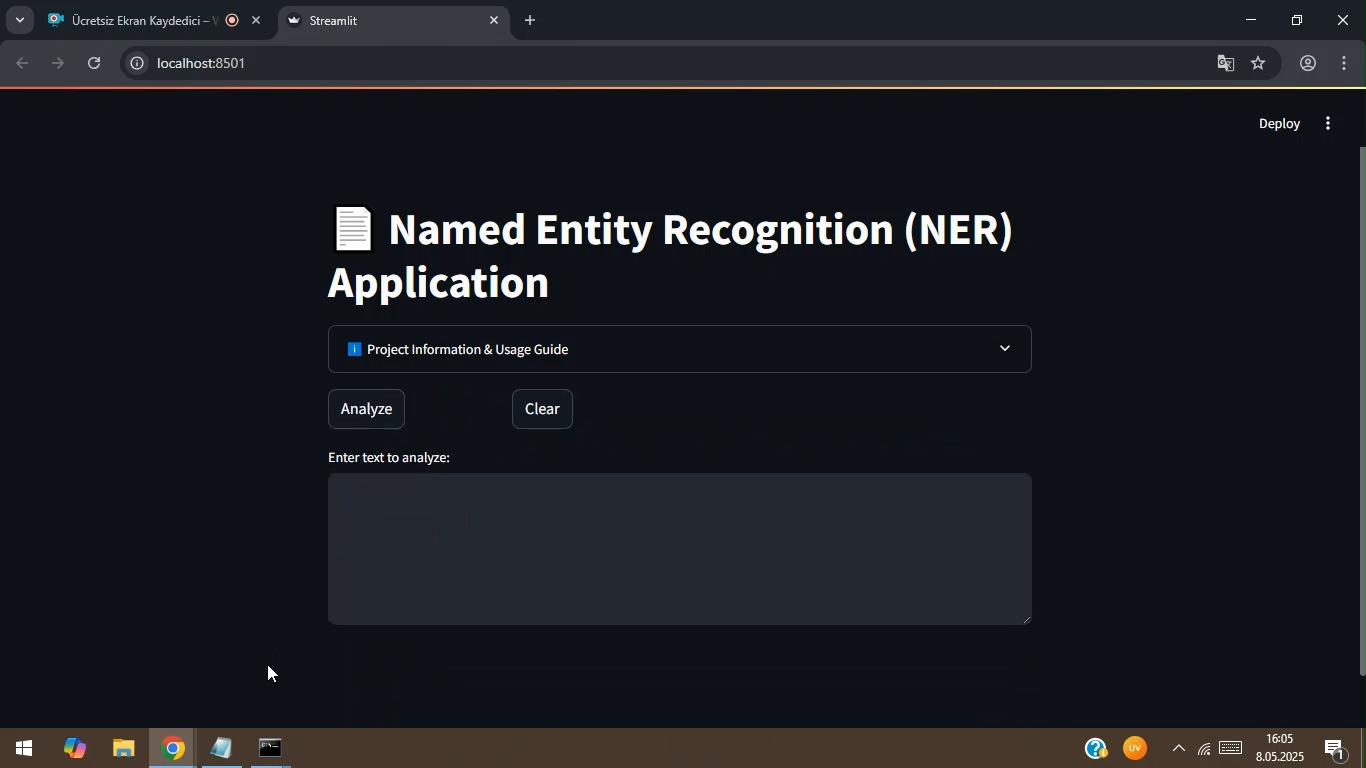 Ücretsiz Ekran Kaydedici –
Streamlit
localhost:8501
Deploy
Named Entity Recognition (NER)
Application
Project Information & Usage Guide
Analyze
Clear
Enter text to analyze:
UV
16:05
8.05.2025
1